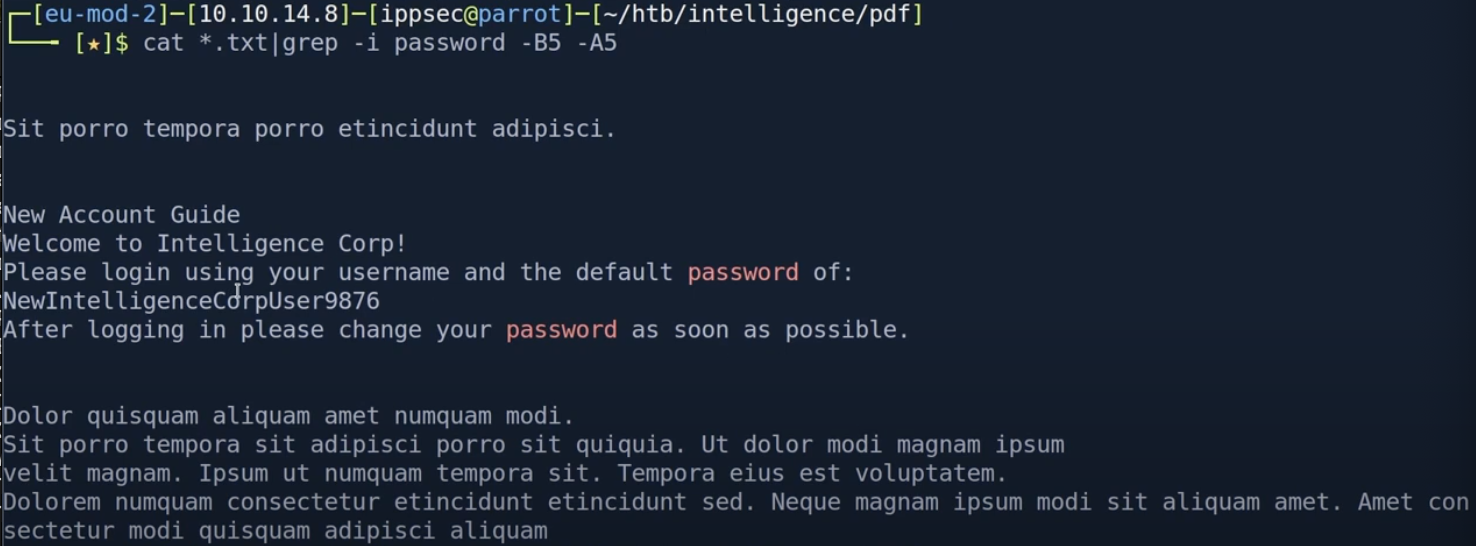 ┌─[eu-mod-2]─[10.10.14.8]─[ippsec@parrot]─[~/htb/intelligence/pdf]
└──╼ [★]$ cat *.txt|grep -i password -B5 -A5
Sit porro tempora porro etincidunt adipisci.
New Account Guide
Welcome to Intelligence Corp!
Please login using your username and the default password of:
NewIntelligenceCorpUser9876
After logging in please change your password as soon as possible.
Dolor quisquam aliquam amet numquam modi.
Sit porro tempora sit adipisci porro sit quiquia. Ut dolor modi magnam ipsum
velit magnam. Ipsum ut numquam tempora sit. Tempora eius est voluptatem.
Dolorem numquam consectetur etincidunt etincidunt sed. Neque magnam ipsum modi sit aliquam amet. Amet con
sectetur modi quisquam adipisci aliquam